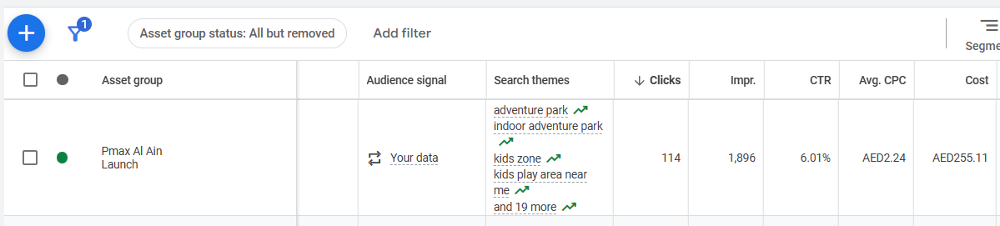 1
Asset group status: All but removed
Add filter
Segme
Asset group
Audience signal
Search themes
Clicks
Impr.
CTR
Avg. CPC
Cost
Pmax Al Ain
Launch
Your data
adventure park
indoor adventure park
kids zone
kids play area near
me
and 19 more
114
1,896
6.01%
AED2.24
AED255.11